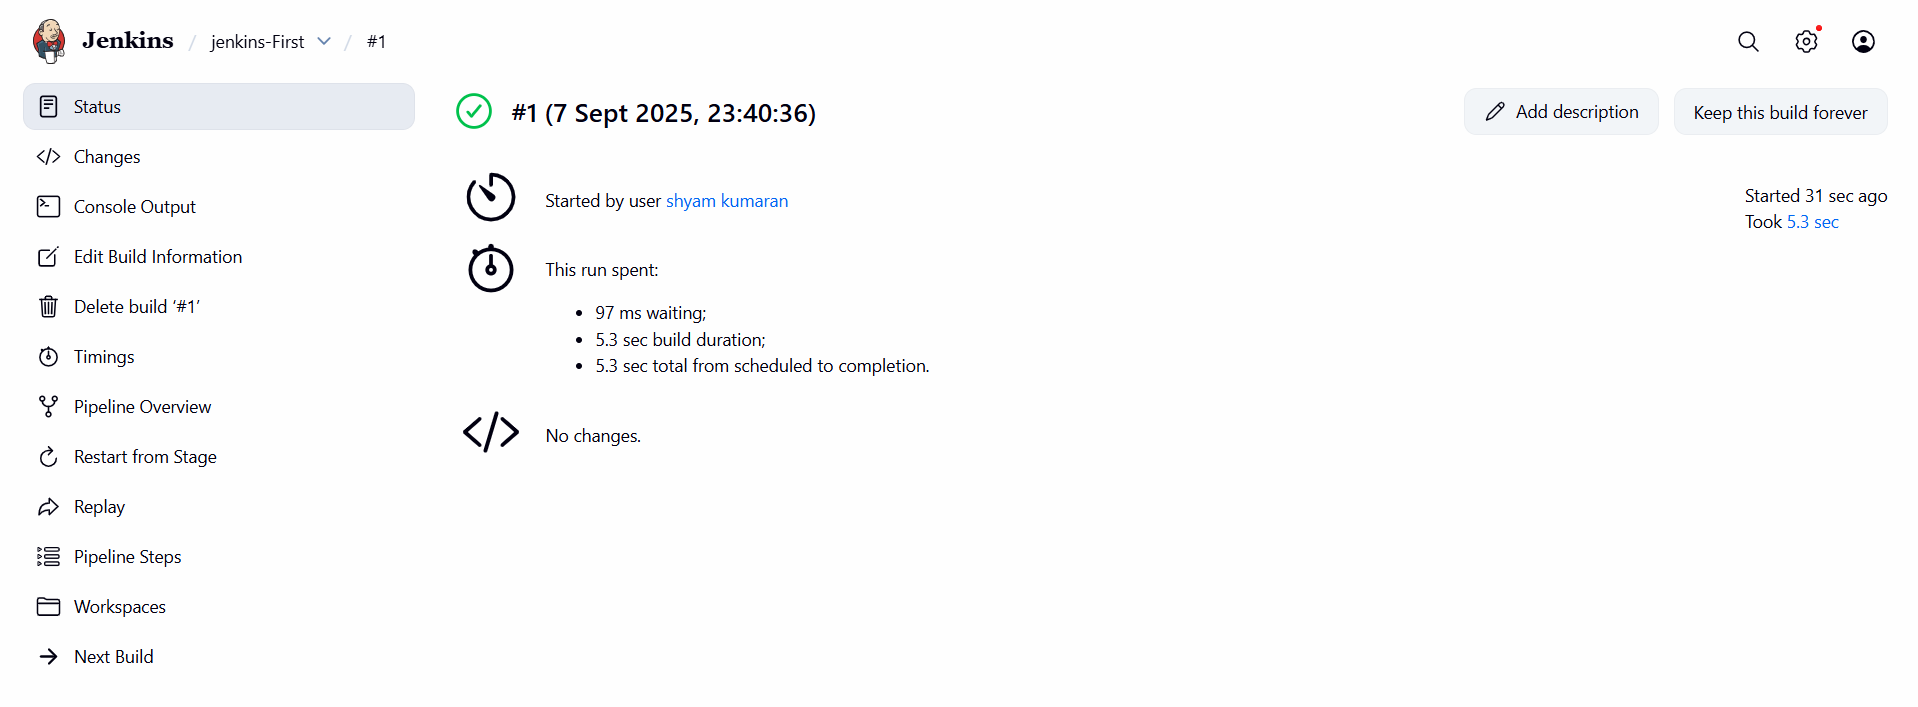 Jenkins / jenkins-First / #1
Status
Changes
Console Output
Edit Build Information
Delete build ‘#1’
Timings
Pipeline Overview
Restart from Stage
Replay
Pipeline Steps
Workspaces
Next Build
#1 (7 Sept 2025, 23:40:36)
Add description
Keep this build forever
Started by user shyam kumaran
Started 31 sec ago
Took 5.3 sec
This run spent:
• 97 ms waiting;
• 5.3 sec build duration;
• 5.3 sec total from scheduled to completion.
No changes.